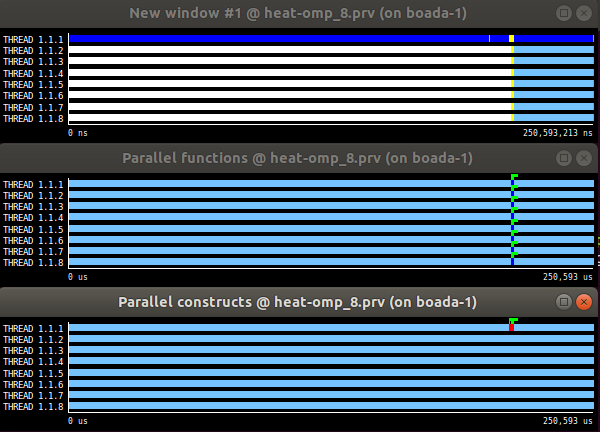 New window #1 @ heat-omp_8.prv (on boada-1)
THREAD 1.1.1
THREAD 1.1.2
THREAD 1.1.3
THREAD 1.1.4
THREAD 1.1.5
THREAD 1.1.6
THREAD 1.1.7
THREAD 1.1.8
0 ns 250,593,213 ns
Parallel functions @ heat-omp_8.prv (on boada-1)
THREAD 1.1.1
THREAD 1.1.2
THREAD 1.1.3
THREAD 1.1.4
THREAD 1.1.5
THREAD 1.1.6
THREAD 1.1.7
THREAD 1.1.8
0 us 250,593 us
Parallel constructs @ heat-omp_8.prv (on boada-1)
THREAD 1.1.1
THREAD 1.1.2
THREAD 1.1.3
THREAD 1.1.4
THREAD 1.1.5
THREAD 1.1.6
THREAD 1.1.7
THREAD 1.1.8
0 us 250,593 us